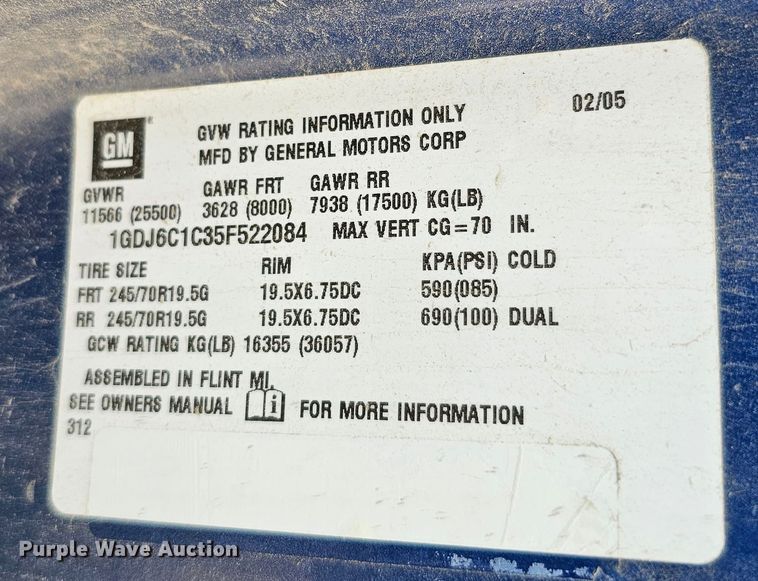 GM
GVW RATING INFORMATION ONLY 02/05
MFD BY GENERAL MOTORS CORP
GVWR GAWR FRT GAWR RR
11566 (25500) 3628 (8000) 7938 (17500) KG(LB)
1GDJ6C1C35F522084 MAX VERT CG=70 IN.
TIRE SIZE RIM KPA(PSI) COLD
FRT 245/70R19.5G 19.5X6.75DC 590(085)
RR 245/70R19.5G 19.5X6.75DC 690(100) DUAL
GCW RATING KG(LB) 16355 (36057)
ASSEMBLED IN FLINT MI.
SEE OWNERS MANUAL i FOR MORE INFORMATION
312
Purple Wave Auction